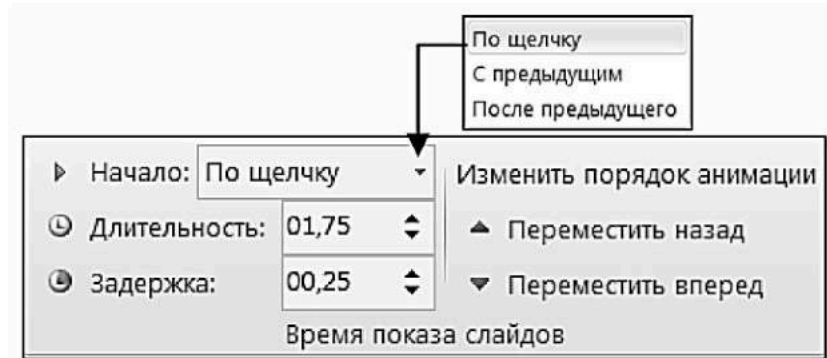 По щелчку
С предыдущим
После предыдущего
Начало: По щелчку
Изменить порядок анимации
Длительность: 01,75
Переместить назад
Задержка: 00,25
Переместить вперед
Время показа слайдов